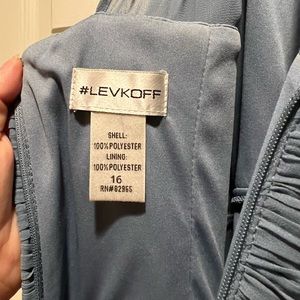 #LEVKOFF
SHELL:
100%POLYESTER
LINING:
100%POLYESTER
16
RN#82965